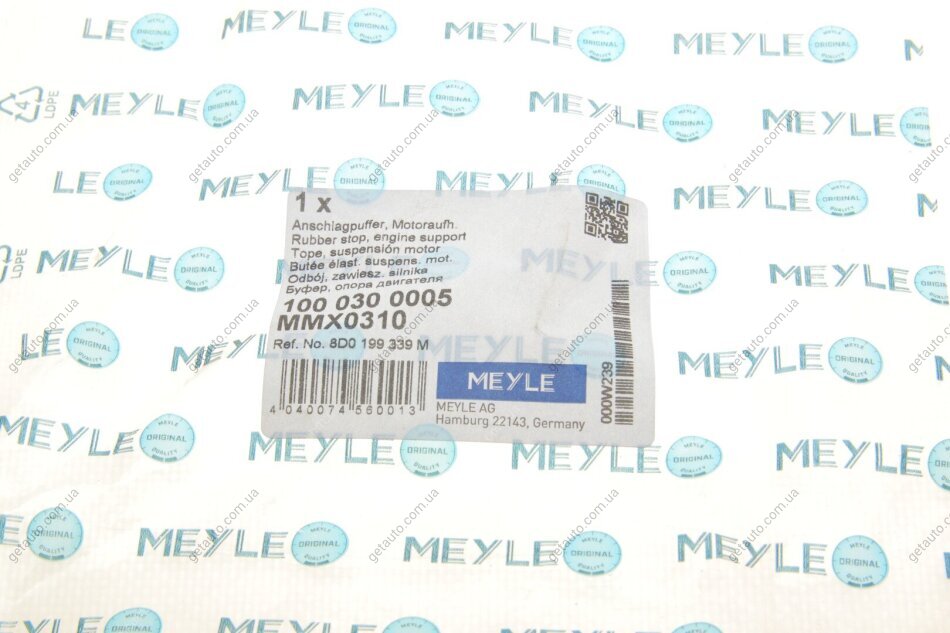 1 x
Anschlagpuffer, Motoraufh.
Rubber stop, engine support
Tope, suspensión motor
Butée élast. suspens. mot.
Odbój, zawiesz. silnika
Буфер, опора двигателя
100 030 0005
MMX0310
Ref. No. 8D0 199 339 M
4 040074 560013
MEYLE
MEYLE AG
Hamburg 22143, Germany
000W239
MEYLE
MEYLE ORIGINAL QUALITY
4 LDPE
getauto.com.ua